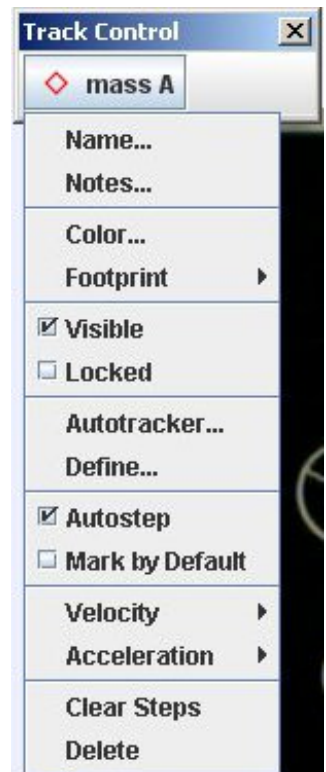 Track Control
mass A
Name...
Notes...
Color...
Footprint
Visible
Locked
Autotracker...
Define...
Autostep
Mark by Default
Velocity
Acceleration
Clear Steps
Delete